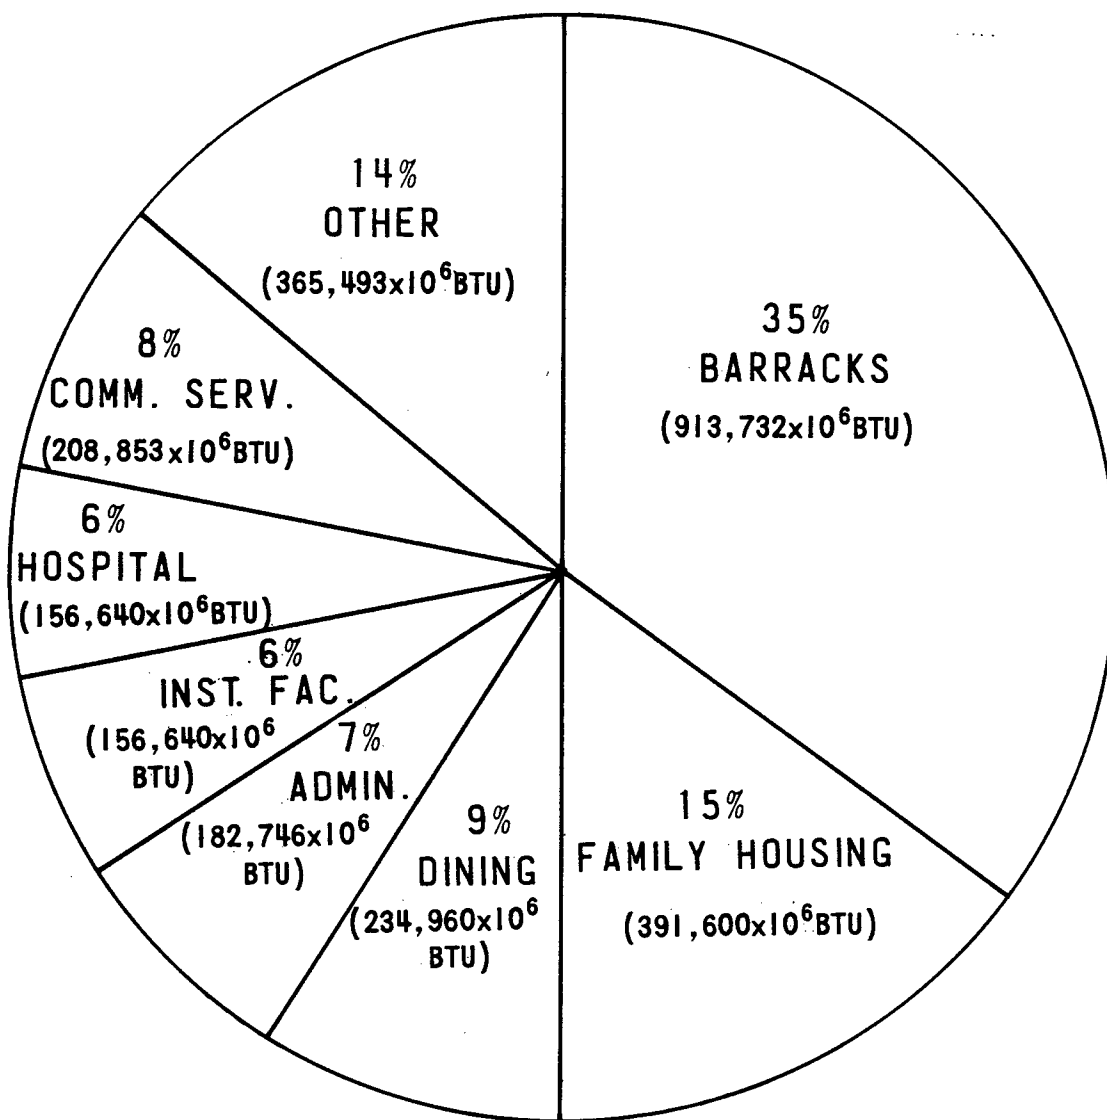 14%
OTHER
(365,493x10⁶BTU)
35%
BARRACKS
(913,732x10⁶BTU)
8%
COMM. SERV.
(208,853x10⁶BTU)
6%
HOSPITAL
(156,640x10⁶BTU)
6%
INST. FAC.
(156,640x10⁶
BTU)
7%
ADMIN.
(182,746x10⁶
BTU)
9%
DINING
(234,960x10⁶
BTU)
15%
FAMILY HOUSING
(391,600x10⁶BTU)